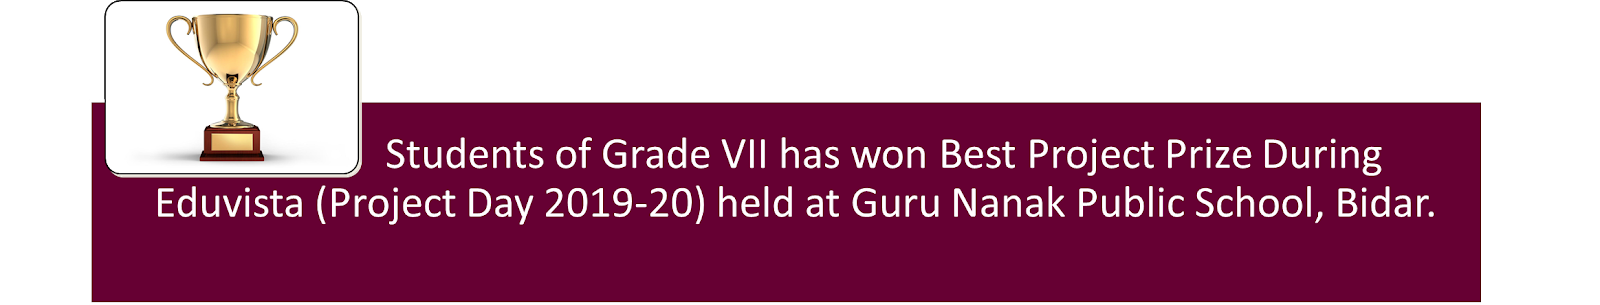 Students of Grade VII has won Best Project Prize During
Eduvista (Project Day 2019-20) held at Guru Nanak Public School, Bidar.